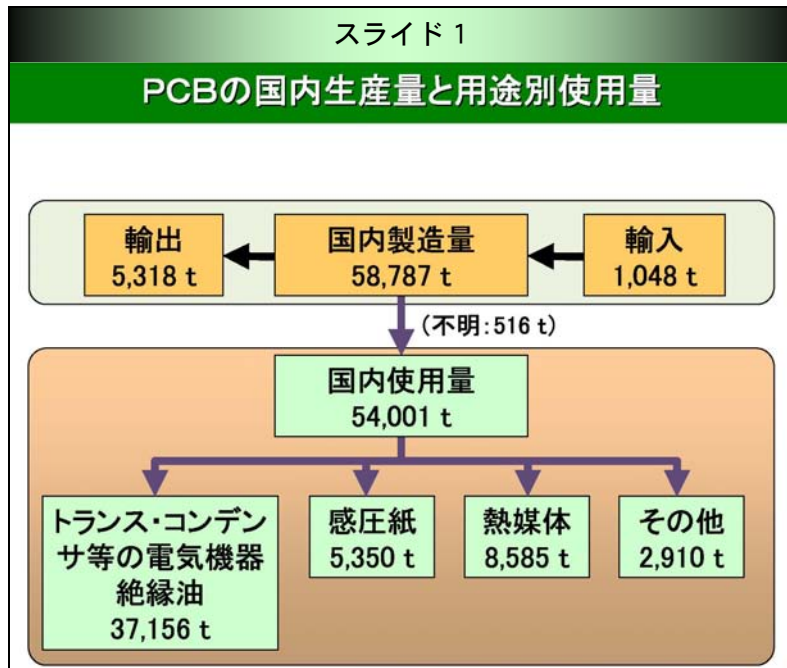 スライド 1
PCBの国内生産量と用途別使用量
輸出
5,318 t
国内製造量
58,787 t
輸入
1,048 t
(不明:516 t)
国内使用量
54,001 t
トランス・コンデン
サ等の電気機器
絶縁油
37,156 t
感圧紙
5,350 t
熱媒体
8,585 t
その他
2,910 t